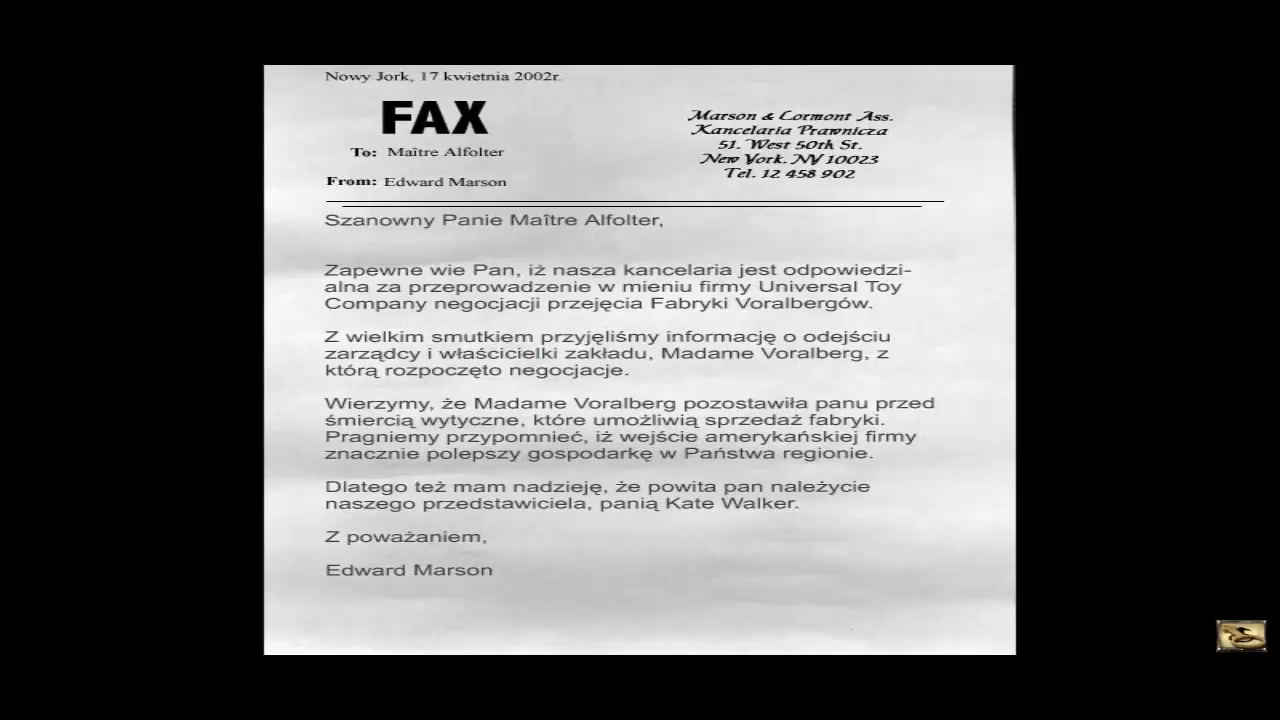 Nowy Jork, 17 kwietnia 2002r.
FAX
To: Maître Alfolter
From: Edward Marson
Marson & Lormont Ass.
Kancelaria Prawnicza
51. West 50th St.
New York. NY 10023
Tel. 12 458 902
Szanowny Panie Maître Alfolter,
Zapewne wie Pan, iż nasza kancelaria jest odpowiedzi-
alna za przeprowadzenie w mieniu firmy Universal Toy
Company negocjacji przejęcia Fabryki Voralbergów.
Z wielkim smutkiem przyjęliśmy informację o odejściu
zarządcy i właścicielki zakładu, Madame Voralberg, z
którą rozpoczęto negocjacje.
Wierzymy, że Madame Voralberg pozostawiła panu przed
śmiercią wytyczne, które umożliwią sprzedaż fabryki.
Pragniemy przypomnieć, iż wejście amerykańskiej firmy
znacznie polepszy gospodarkę w Państwa regionie.
Dlatego też mam nadzieję, że powita pan należycie
naszego przedstawiciela, panią Kate Walker.
Z poważaniem,
Edward Marson